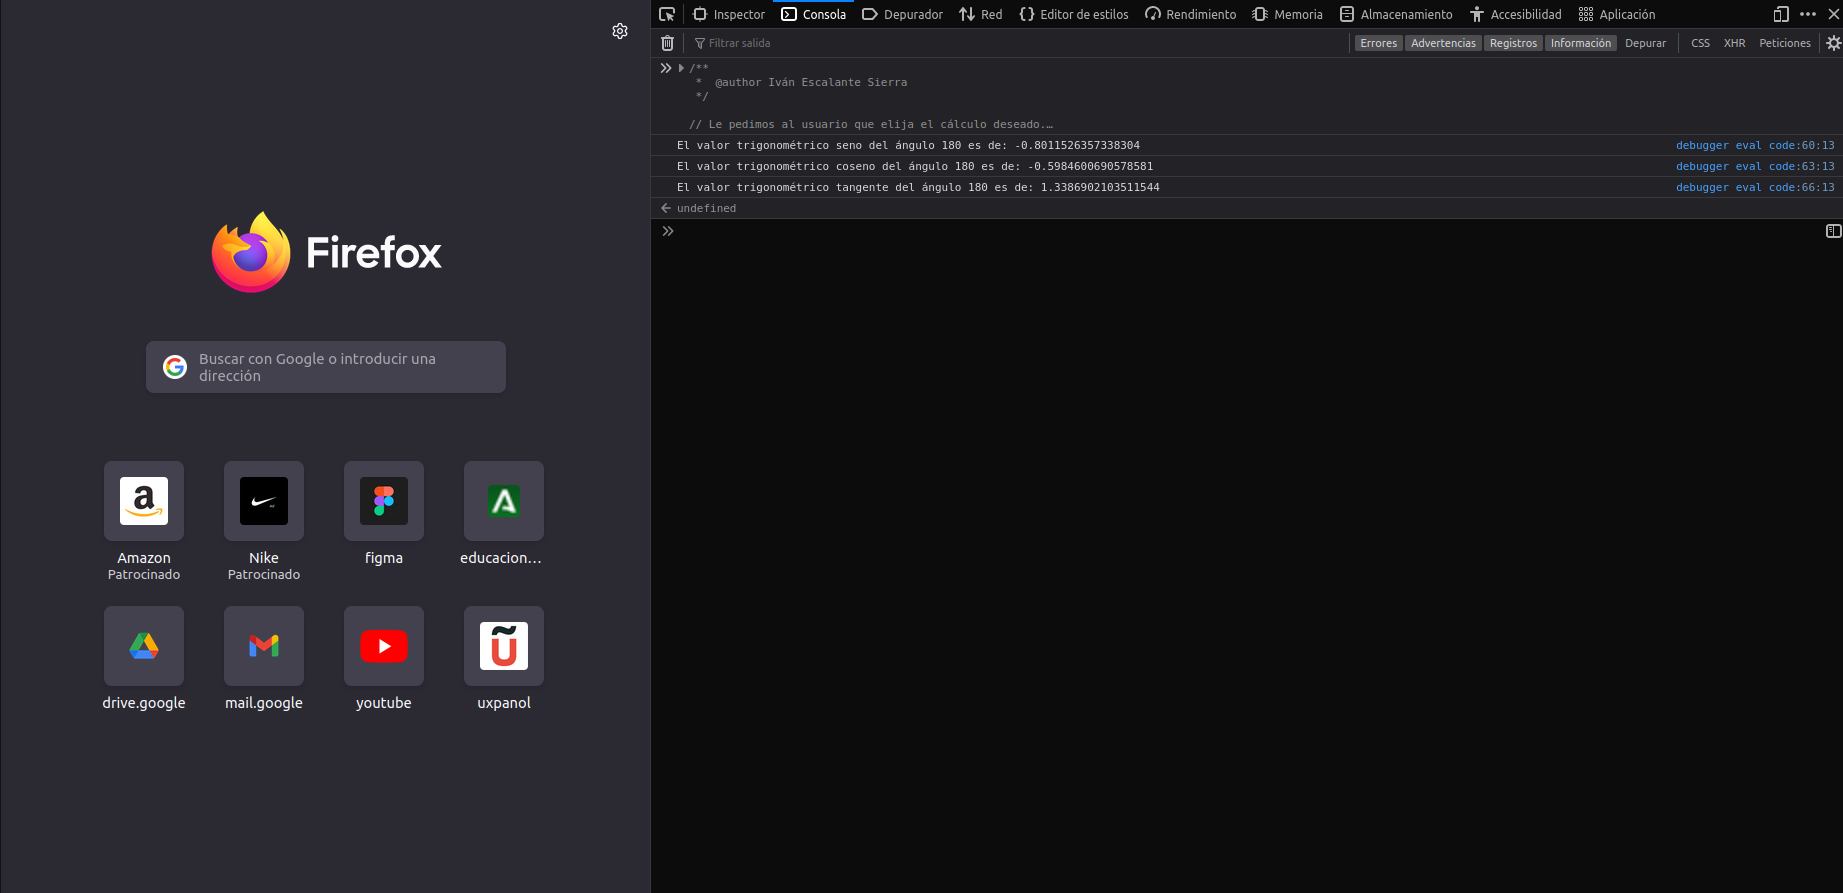 Firefox
Buscar con Google o introducir una
dirección
Amazon
Patrocinado
Nike
Patrocinado
figma
educacion…
drive.google
mail.google
youtube
uxpanol
Inspector
Consola
Depurador
Red
Editor de estilos
Rendimiento
Memoria
Almacenamiento
Accesibilidad
Aplicación
Filtrar salida
Errores
Advertencias
Registros
Información
Depurar
CSS
XHR
Peticiones
/**
*  @author Iván Escalante Sierra
*/
// Le pedimos al usuario que elija el cálculo deseado.…
El valor trigonométrico seno del ángulo 180 es de: -0.8011526357338304 debugger eval code:60:13
El valor trigonométrico coseno del ángulo 180 es de: -0.5984600690578581 debugger eval code:63:13
El valor trigonométrico tangente del ángulo 180 es de: 1.3386902103511544 debugger eval code:66:13
undefined